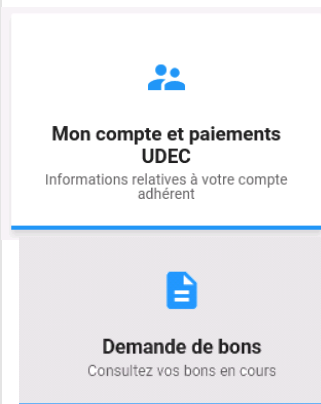 Mon compte et paiements
UDEC
Informations relatives à votre compte
adhérent
Demande de bons
Consultez vos bons en cours